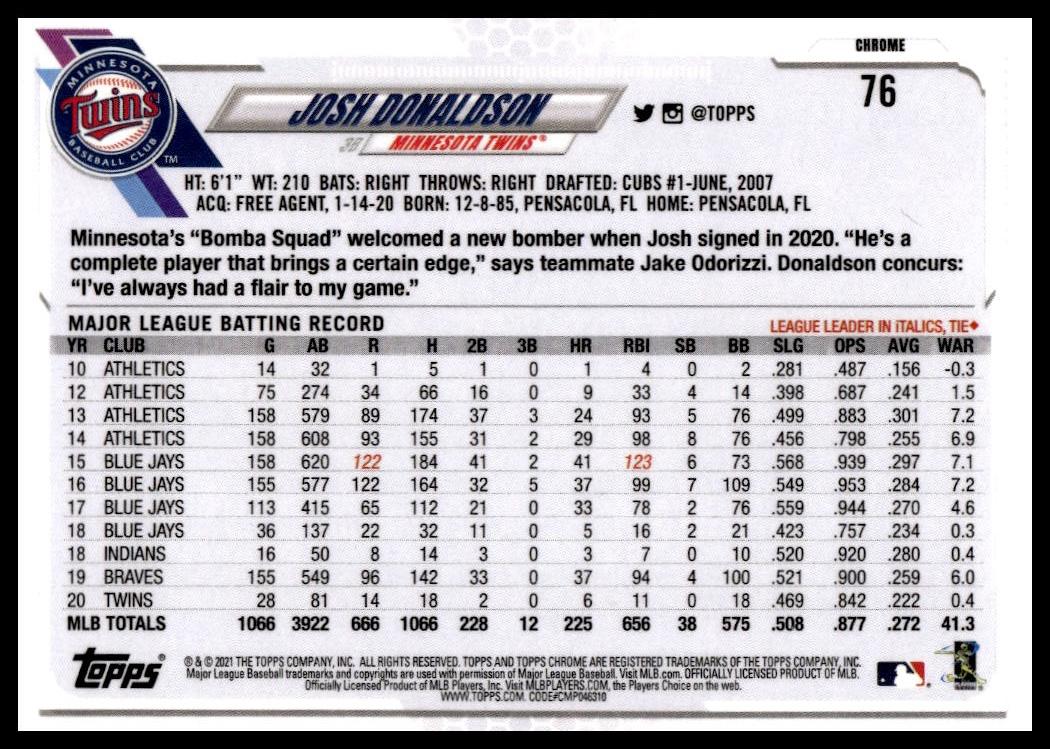 CHROME
76
MINNESOTA
Twins
BASEBALL CLUB
TM
JOSH DONALDSON
3B MINNESOTA TWINS®
@TOPPS
HT: 6'1" WT: 210 BATS: RIGHT THROWS: RIGHT DRAFTED: CUBS #1-JUNE, 2007
ACQ: FREE AGENT, 1-14-20 BORN: 12-8-85, PENSACOLA, FL HOME: PENSACOLA, FL
Minnesota's "Bomba Squad" welcomed a new bomber when Josh signed in 2020. "He's a
complete player that brings a certain edge," says teammate Jake Odorizzi. Donaldson concurs:
"I've always had a flair to my game."
MAJOR LEAGUE BATTING RECORD LEAGUE LEADER IN ITALICS, TIE◆
YR CLUB G AB R H 2B 3B HR RBI SB BB SLG OPS AVG WAR
10 ATHLETICS 14 32 1 5 1 0 1 4 0 2 .281 .487 .156 -0.3
12 ATHLETICS 75 274 34 66 16 0 9 33 4 14 .398 .687 .241 1.5
13 ATHLETICS 158 579 89 174 37 3 24 93 5 76 .499 .883 .301 7.2
14 ATHLETICS 158 608 93 155 31 2 29 98 8 76 .456 .798 .255 6.9
15 BLUE JAYS 158 620 122 184 41 2 41 123 6 73 .568 .939 .297 7.1
16 BLUE JAYS 155 577 122 164 32 5 37 99 7 109 .549 .953 .284 7.2
17 BLUE JAYS 113 415 65 112 21 0 33 78 2 76 .559 .944 .270 4.6
18 BLUE JAYS 36 137 22 32 11 0 5 16 2 21 .423 .757 .234 0.3
18 INDIANS 16 50 8 14 3 0 3 7 0 10 .520 .920 .280 0.4
19 BRAVES 155 549 96 142 33 0 37 94 4 100 .521 .900 .259 6.0
20 TWINS 28 81 14 18 2 0 6 11 0 18 .469 .842 .222 0.4
MLB TOTALS 1066 3922 666 1066 228 12 225 656 38 575 .508 .877 .272 41.3
TOPPS®
® & © 2021 THE TOPPS COMPANY, INC. ALL RIGHTS RESERVED. TOPPS AND TOPPS CHROME ARE REGISTERED TRADEMARKS OF THE TOPPS COMPANY, INC.
Major League Baseball trademarks and copyrights are used with permission of Major League Baseball. Visit MLB.com. OFFICIALLY LICENSED PRODUCT OF MLB.
Officially Licensed Product of MLB Players, Inc. Visit MLBPLAYERS.COM, the Players Choice on the web.
WWW.TOPPS.COM. CODE#CMP046310